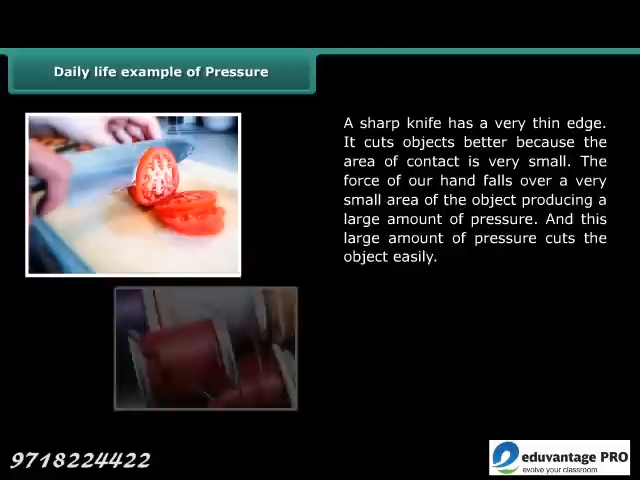 Daily life example of Pressure
A sharp knife has a very thin edge.
It cuts objects better because the
area of contact is very small. The
force of our hand falls over a very
small area of the object producing a
large amount of pressure. And this
large amount of pressure cuts the
object easily.
9718224422
eduvantage PRO
evolve your classroom